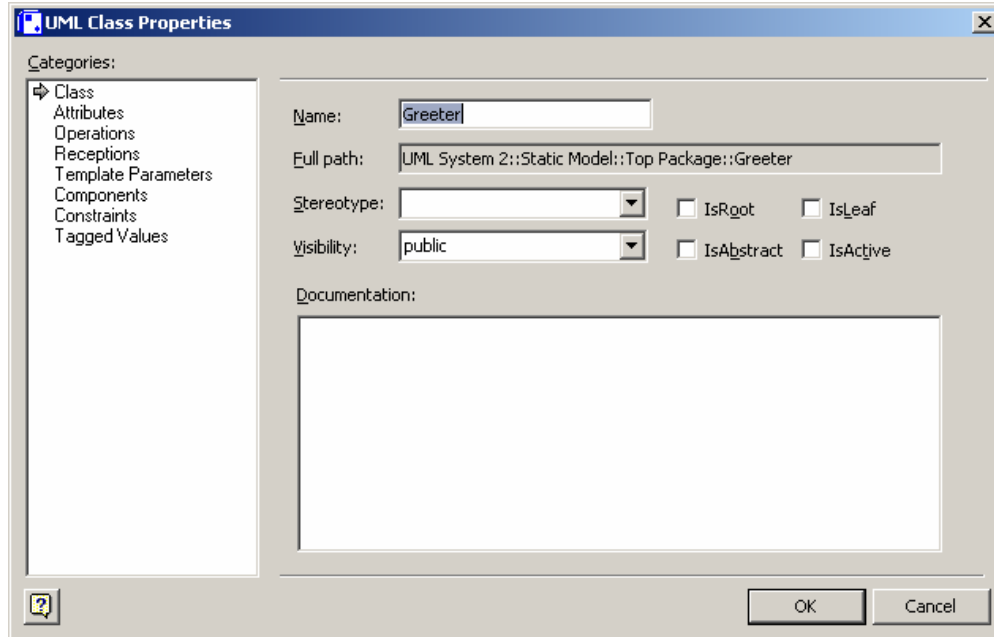 UML Class Properties
Categories:
Class
Attributes
Operations
Receptions
Template Parameters
Components
Constraints
Tagged Values
Name: Greeter
Full path: UML System 2::Static Model::Top Package::Greeter
Stereotype: IsRoot IsLeaf
Visibility: public IsAbstract IsActive
Documentation:
OK Cancel